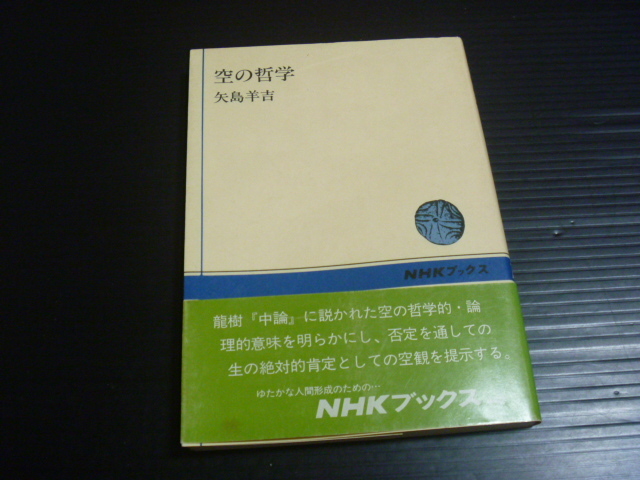 空の哲学
矢島羊吉
NHKブックス
龍樹『中論』に説かれた空の哲学的・論
理的意味を明らかにし、否定を通しての
生の絶対的肯定としての空観を提示する。
ゆたかな人間形成のための…
NHKブックス